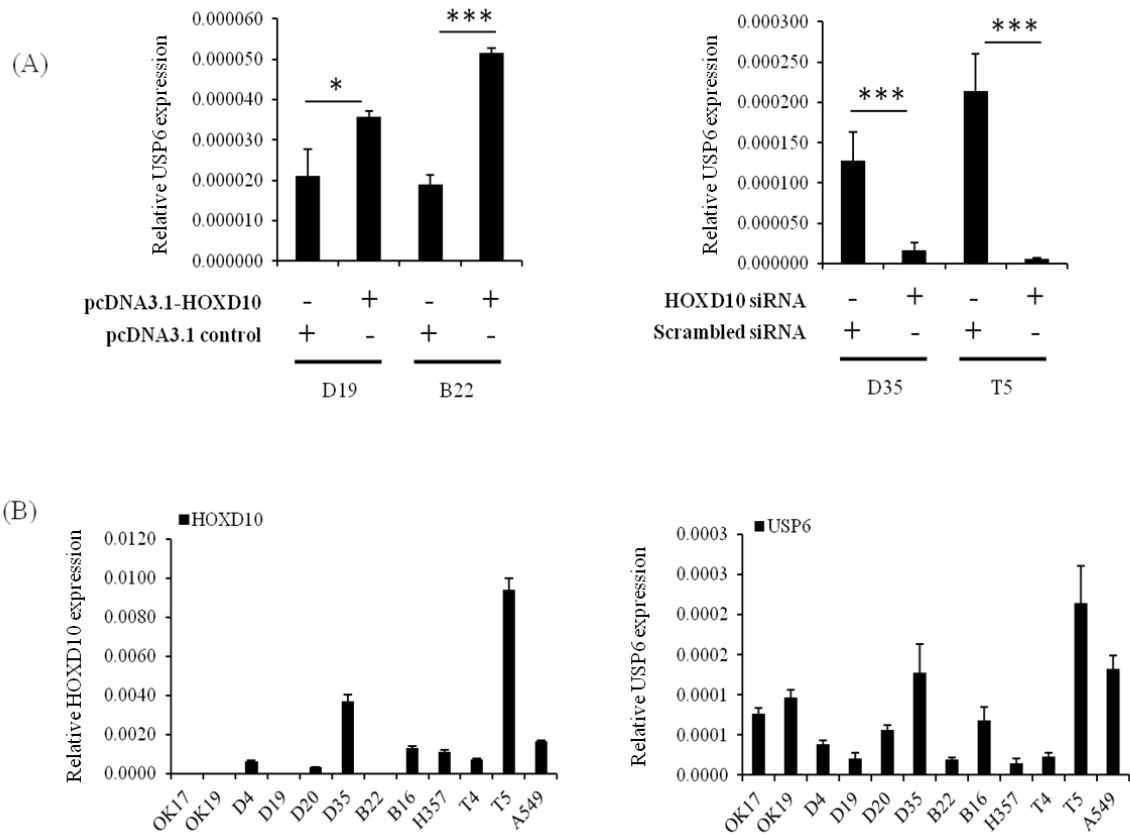 (A)
Relative USP6 expression
0.000060
0.000050
0.000040
0.000030
0.000020
0.000010
0.000000
*
***
pcDNA3.1-HOXD10 - + - +
pcDNA3.1 control + - + -
D19 B22
Relative USP6 expression
0.000300
0.000250
0.000200
0.000150
0.000100
0.000050
0.000000
***
***
HOXD10 siRNA - + - +
Scrambled siRNA + - + -
D35 T5
(B)
HOXD10
Relative HOXD10 expression
0.0120
0.0100
0.0080
0.0060
0.0040
0.0020
0.0000
OK17 OK19 D4 D19 D20 D35 B22 B16 H357 T4 T5 A549
USP6
Relative USP6 expression
0.0003
0.0003
0.0002
0.0002
0.0001
0.0001
0.0000
OK17 OK19 D4 D19 D20 D35 B22 B16 H357 T4 T5 A549